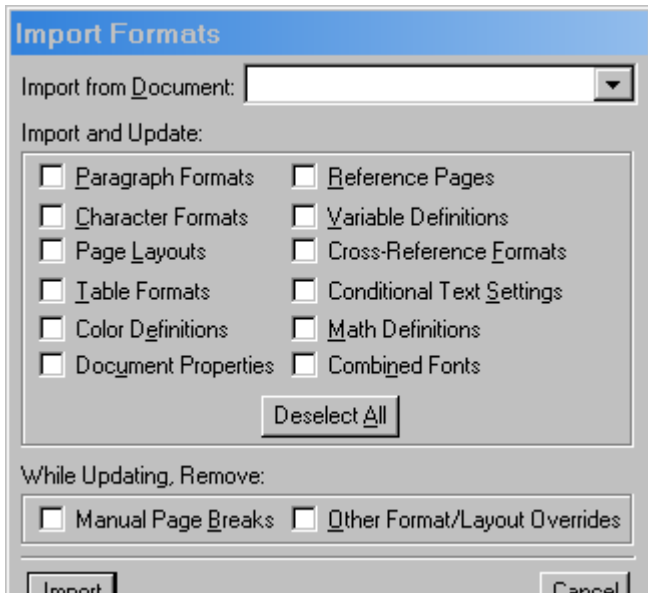 Import Formats
Import from Document:
Import and Update:
Paragraph Formats Reference Pages
Character Formats Variable Definitions
Page Layouts Cross-Reference Formats
Table Formats Conditional Text Settings
Color Definitions Math Definitions
Document Properties Combined Fonts
Deselect All
While Updating, Remove:
Manual Page Breaks Other Format/Layout Overrides
Import Cancel